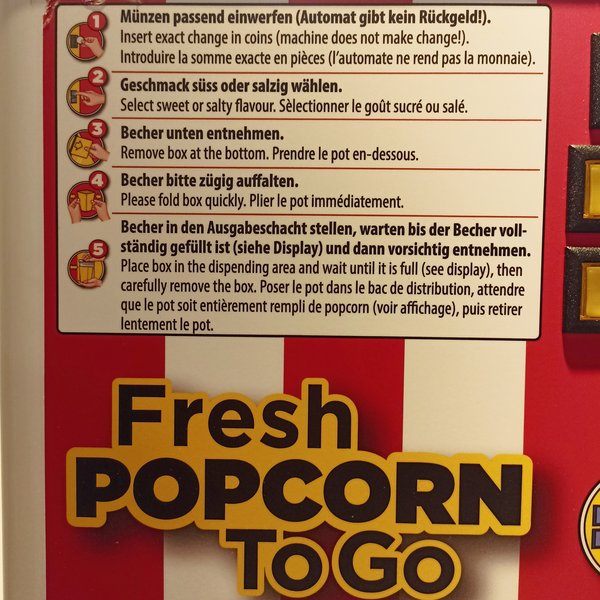 1 Münzen passend einwerfen (Automat gibt kein Rückgeld!).
Insert exact change in coins (machine does not make change!).
Introduire la somme exacte en pièces (l'automate ne rend pas la monnaie).
2 Geschmack süss oder salzig wählen.
Select sweet or salty flavour. Sèlectionner le goût sucré ou salé.
3 Becher unten entnehmen.
Remove box at the bottom. Prendre le pot en-dessous.
4 Becher bitte zügig auffalten.
Please fold box quickly. Plier le pot immédiatement.
5 Becher in den Ausgabeschacht stellen, warten bis der Becher voll-
ständig gefüllt ist (siehe Display) und dann vorsichtig entnehmen.
Place box in the dispending area and wait until it is full (see display), then
carefully remove the box. Poser le pot dans le bac de distribution, attendre
que le pot soit entièrement rempli de popcorn (voir affichage), puis retirer
lentement le pot.
Fresh
POPCORN
To Go